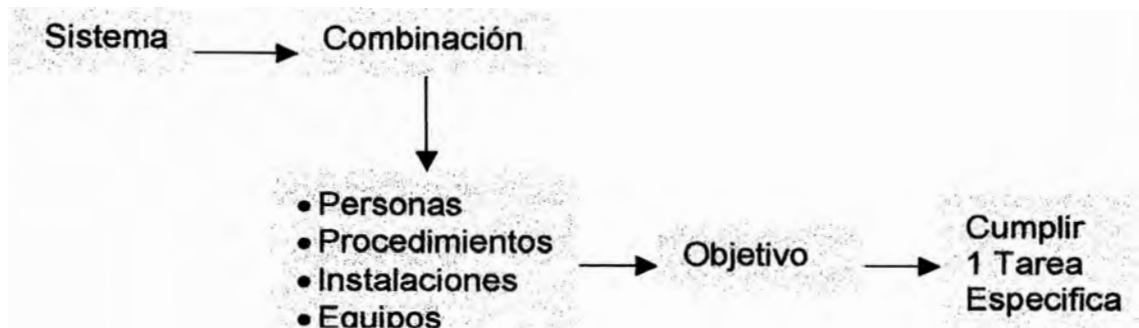 Sistema
Combinación
• Personas
• Procedimientos
• Instalaciones
• Equipos
Objetivo
Cumplir
1 Tarea
Especifica